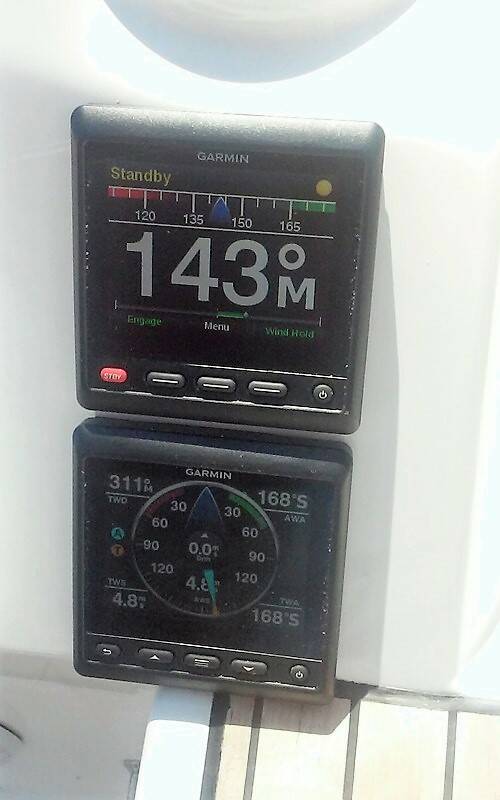 GARMIN
Standby
120 135 150 165
143°M
Engage Menu Wind Hold
STBY
GARMIN
311°M 168°S
TWD AWA
30 30
60 60
A
T
90 0.0 90
120 4.8 120
AWS
TWS TWA
4.8 168°S